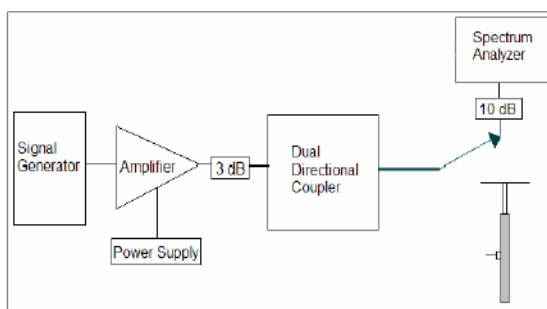 Spectrum
Analyzer
10 dB
Signal
Generator
Amplifier
3 dB
Dual
Directional
Coupler
Power Supply